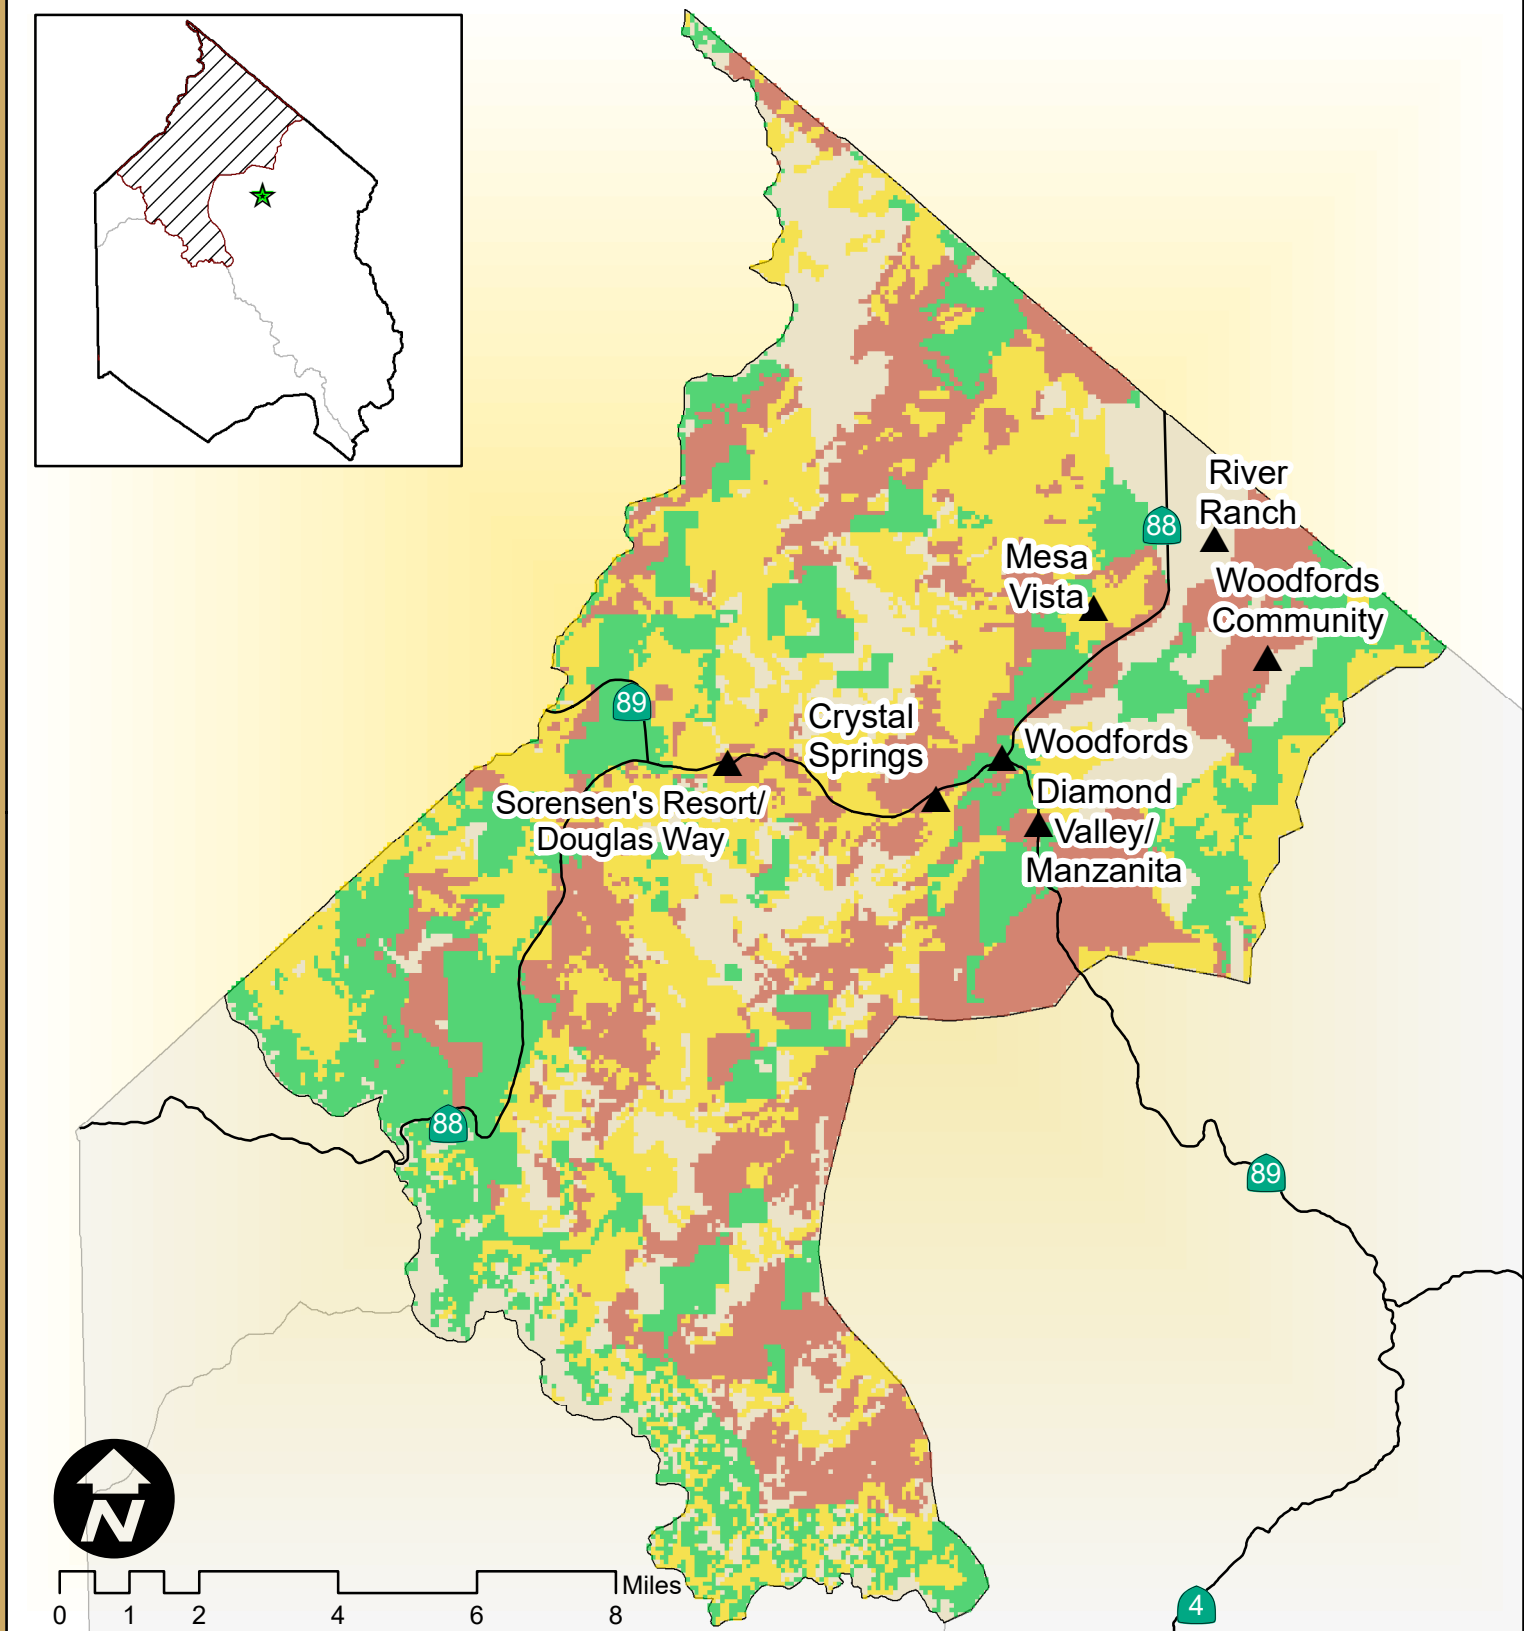 River
Ranch
88
Mesa
Vista
Woodfords
Community
89
Crystal
Springs
Woodfords
Sorensen's Resort/
Douglas Way
Diamond
Valley/
Manzanita
88
89
N
Miles
0 1 2 4 6 8
4